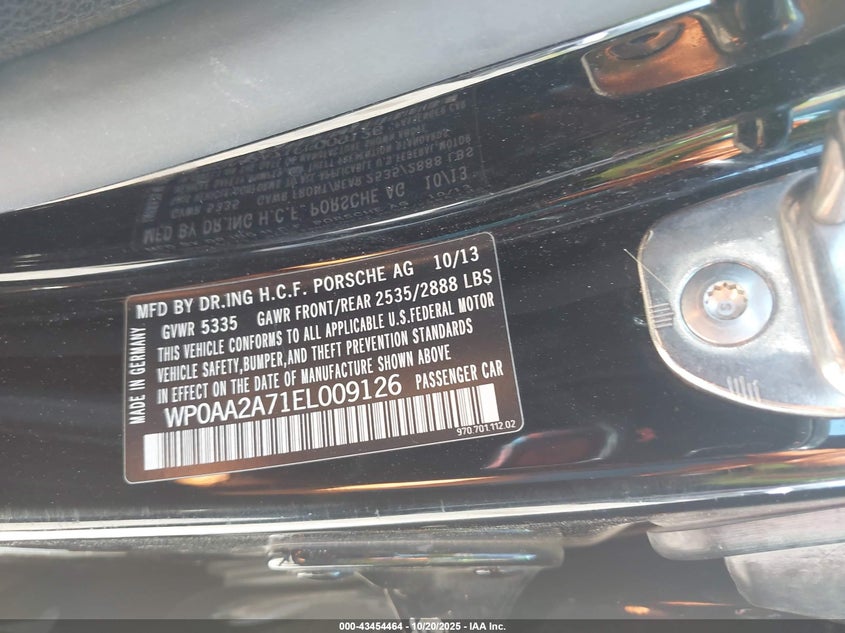 MFD BY DR.ING H.C.F. PORSCHE AG 10/13
GVWR 5335 GAWR FRONT/REAR 2535/2888 LBS
THIS VEHICLE CONFORMS TO ALL APPLICABLE U.S.FEDERAL MOTOR
VEHICLE SAFETY,BUMPER,AND THEFT PREVENTION STANDARDS
IN EFFECT ON THE DATE OF MANUFACTURE SHOWN ABOVE
WP0AA2A71EL009126 PASSENGER CAR
970.701.112.02
MADE IN GERMANY
000-43454464 - 10/20/2025 - IAA Inc.